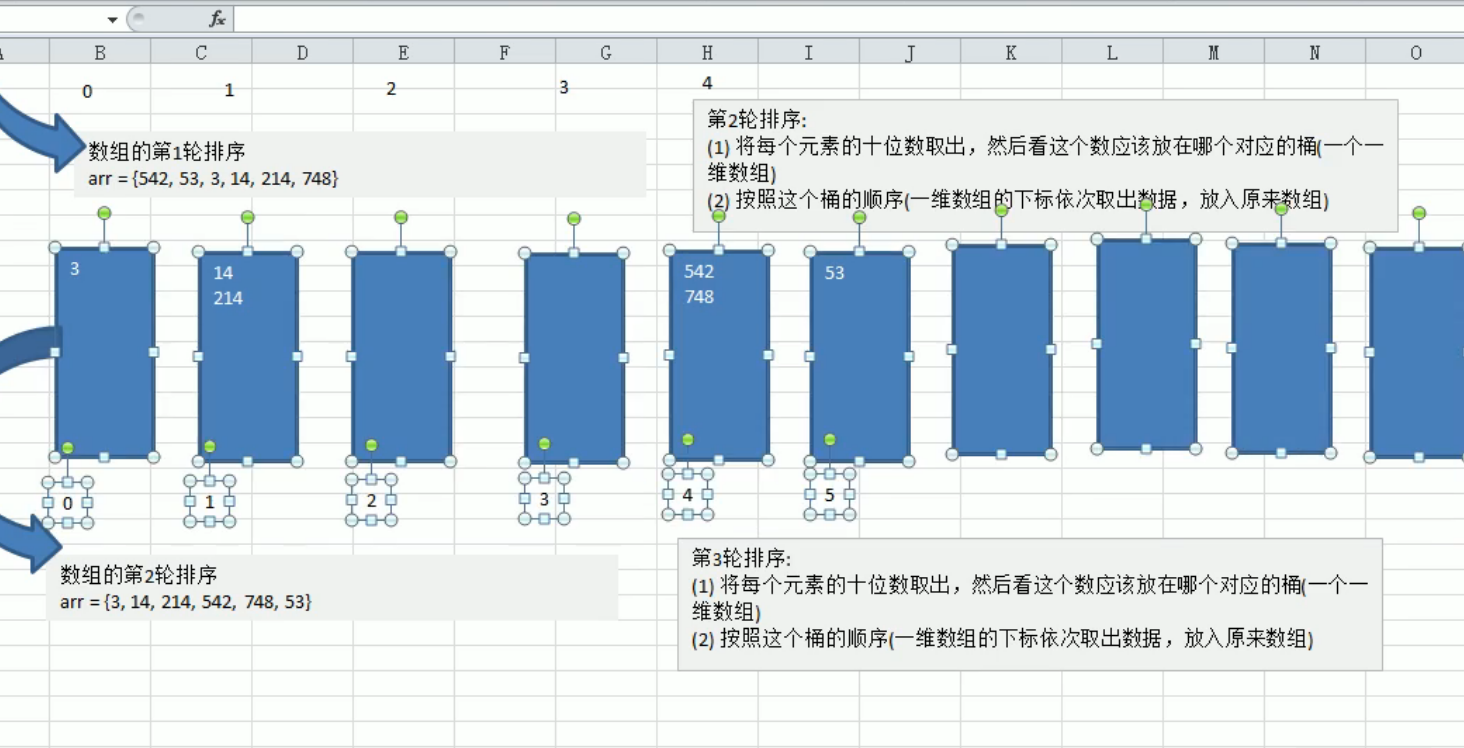 fx
A B C D E F G H I J K L M N O
0 1 2 3 4
数组的第1轮排序
arr = {542, 53, 3, 14, 214, 748}
第2轮排序:
(1) 将每个元素的十位数取出，然后看这个数应该放在哪个对应的桶(一个一
维数组)
(2) 按照这个桶的顺序(一维数组的下标依次取出数据，放入原来数组)
3 14 542 53
214 748
0 1 2 3 4 5
数组的第2轮排序
arr = {3, 14, 214, 542, 748, 53}
第3轮排序:
(1) 将每个元素的十位数取出，然后看这个数应该放在哪个对应的桶(一个一
维数组)
(2) 按照这个桶的顺序(一维数组的下标依次取出数据，放入原来数组)